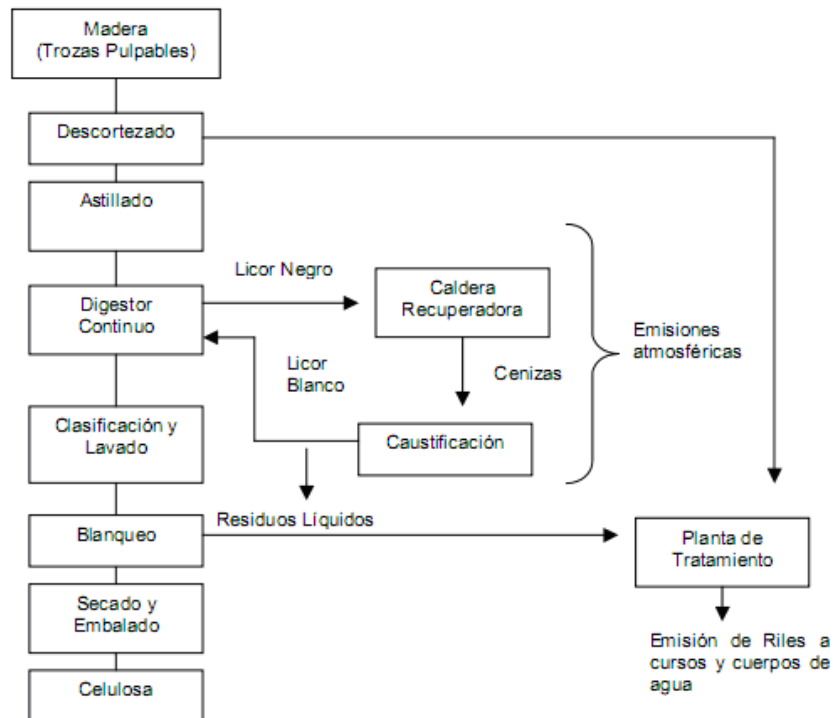 Madera
(Trozas Pulpables)
Descortezado
Astillado
Licor Negro
Digestor
Continuo
Caldera
Recuperadora
Licor
Blanco
Cenizas
Emisiones
atmosféricas
Clasificación y
Lavado
Caustificación
Residuos Líquidos
Blanqueo
Planta de
Tratamiento
Secado y
Embalado
Emisión de Riles a
cursos y cuerpos de
agua
Celulosa